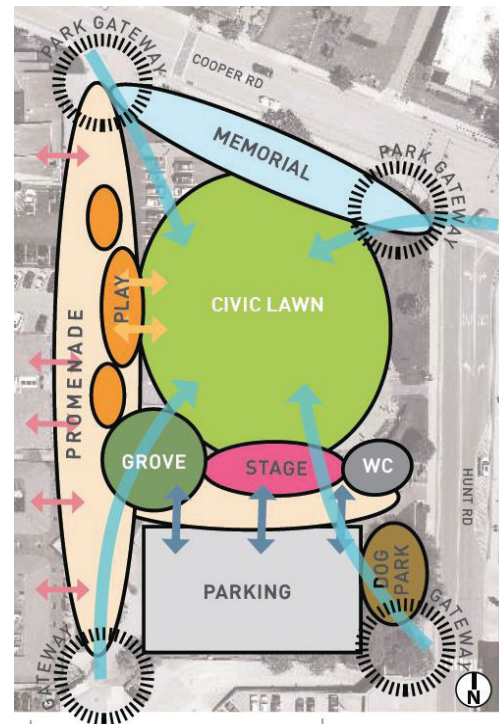 PARK GATEWAY
COOPER RD
MEMORIAL
PARK GATEWAY
CIVIC LAWN
PLAY
PROMENADE
GROVE
STAGE
WC
HUNT RD
PARKING
DOG
PARK
GATEWAY
GATEWAY
N